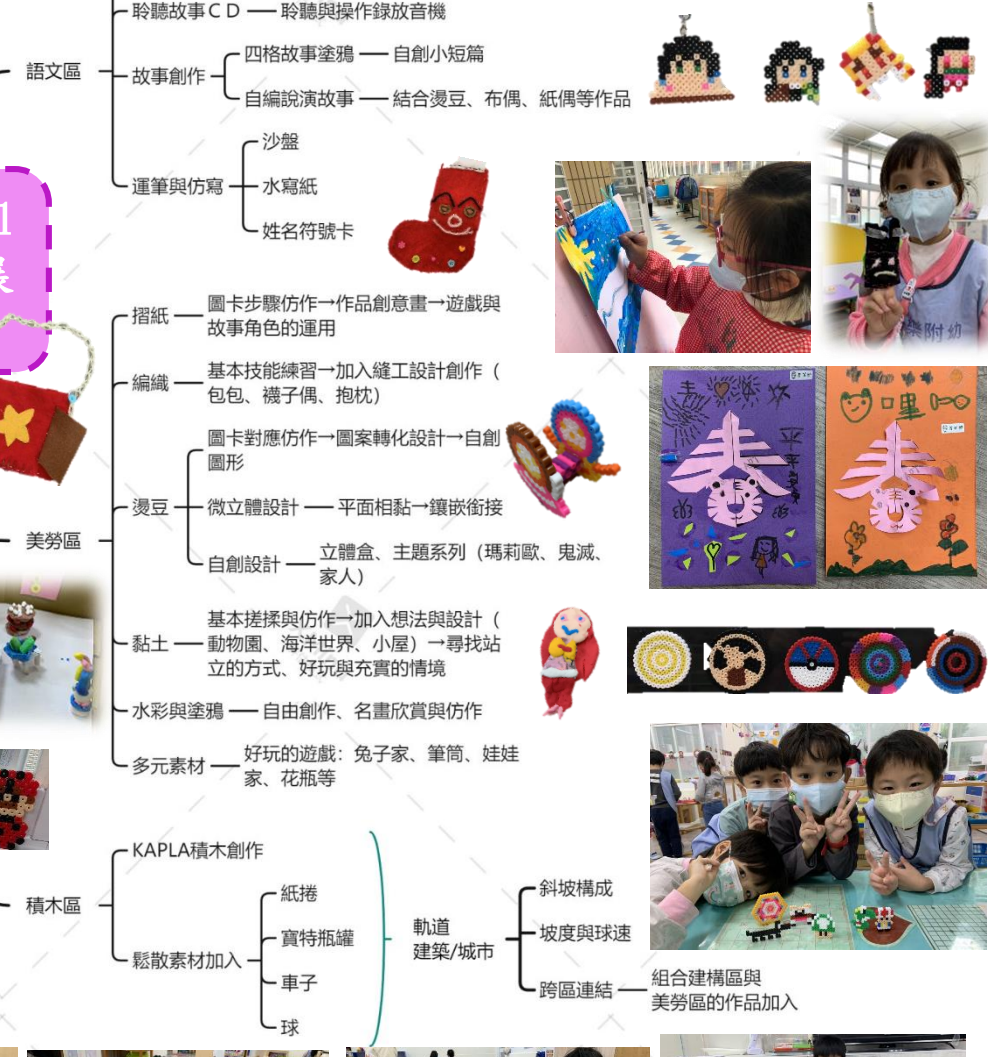 聆聽故事ＣＤ
聆聽與操作錄放音機
語文區
故事創作
四格故事塗鴉
自創小短篇
自編說演故事
結合燙豆、布偶、紙偶等作品
運筆與仿寫
沙盤
水寫紙
姓名符號卡
1
美勞區
摺紙
圖卡步驟仿作→作品創意畫→遊戲與
故事角色的運用
編織
基本技能練習→加入縫工設計創作（
包包、襪子偶、抱枕）
燙豆
圖卡對應仿作→圖案轉化設計→自創
圖形
微立體設計
平面相黏→鑲嵌銜接
自創設計
立體盒、主題系列（瑪莉歐、鬼滅、
家人）
黏土
基本搓揉與仿作→加入想法與設計（
動物園、海洋世界、小屋）→尋找站
立的方式、好玩與充實的情境
水彩與塗鴉
自由創作、名畫欣賞與仿作
多元素材
好玩的遊戲：兔子家、筆筒、娃娃
家、花瓶等
積木區
KAPLA積木創作
鬆散素材加入
紙捲
寶特瓶罐
車子
球
軌道
建築/城市
斜坡構成
坡度與球速
跨區連結
組合建構區與
美勞區的作品加入
附幼
春
平
春